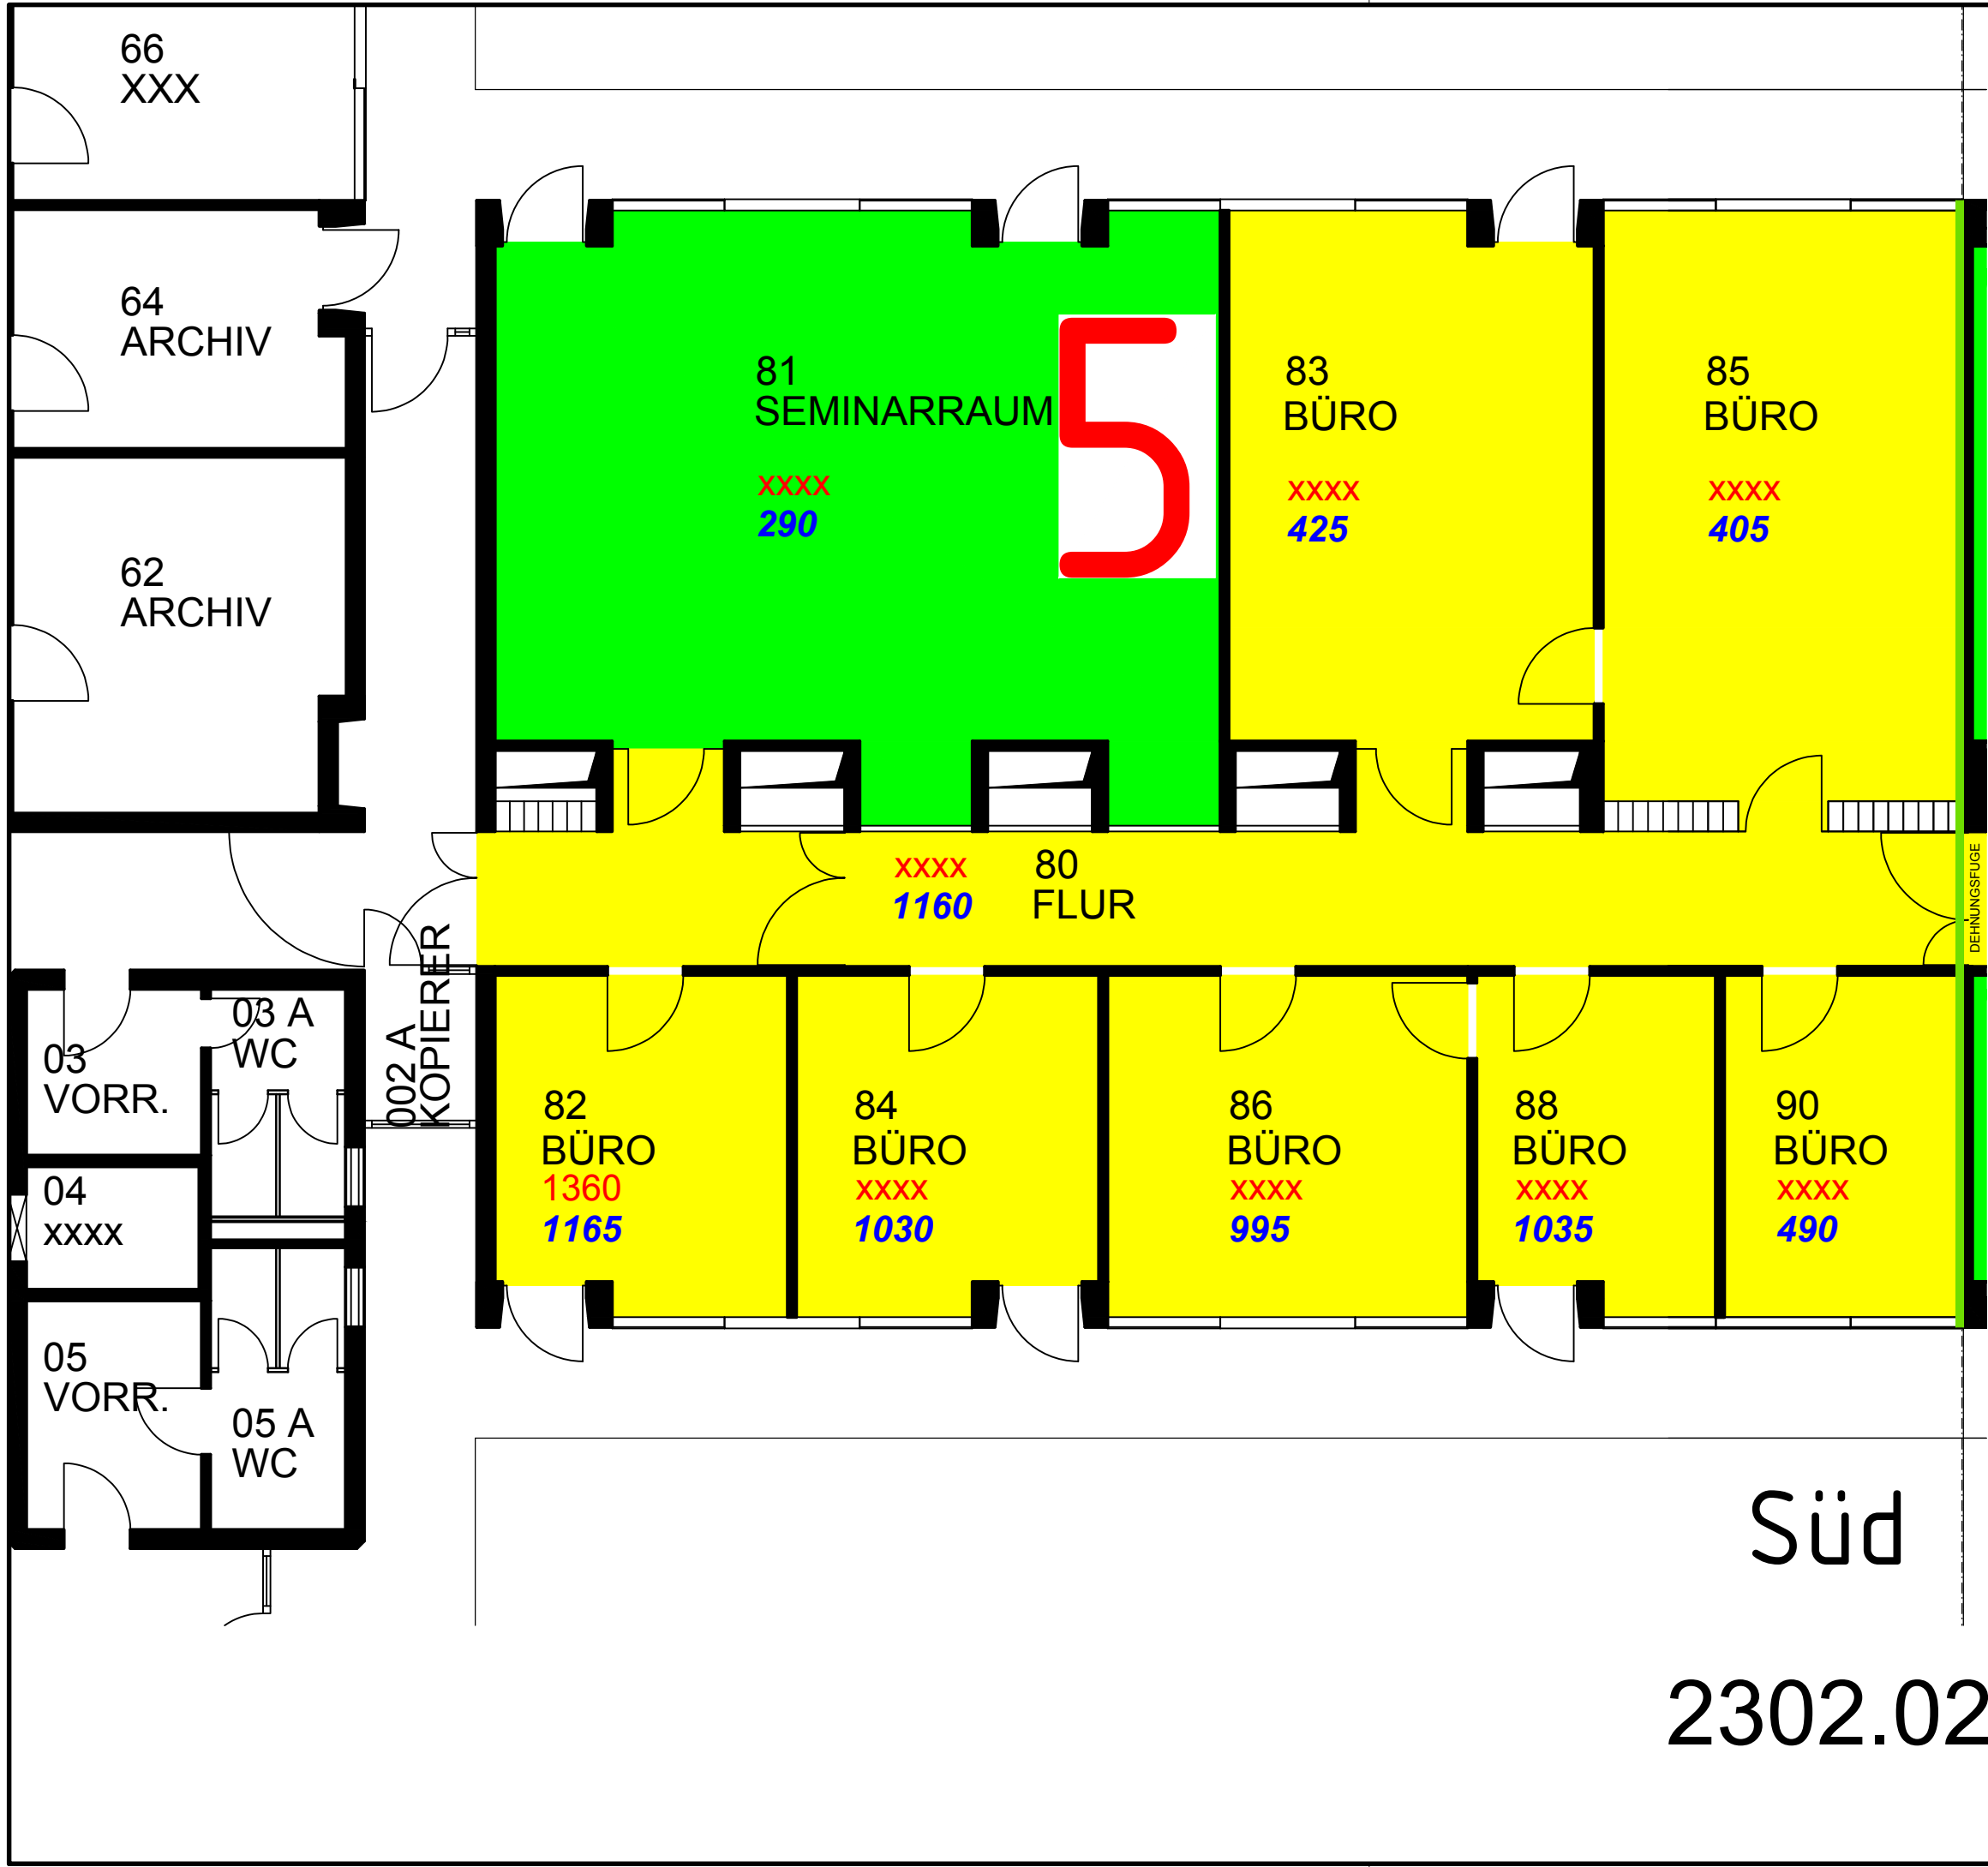 66
XXX
64
ARCHIV
62
ARCHIV
81
SEMINARRAUM
xxxx
290
5
83
BÜRO
xxxx
425
85
BÜRO
xxxx
405
xxxx
1160
80
FLUR
DEHNUNGSFUGE
002 A
KOPIERER
03
VORR.
03 A
WC
04
xxxx
05
VORR.
05 A
WC
82
BÜRO
1360
1165
84
BÜRO
xxxx
1030
86
BÜRO
xxxx
995
88
BÜRO
xxxx
1035
90
BÜRO
xxxx
490
Süd
2302.02